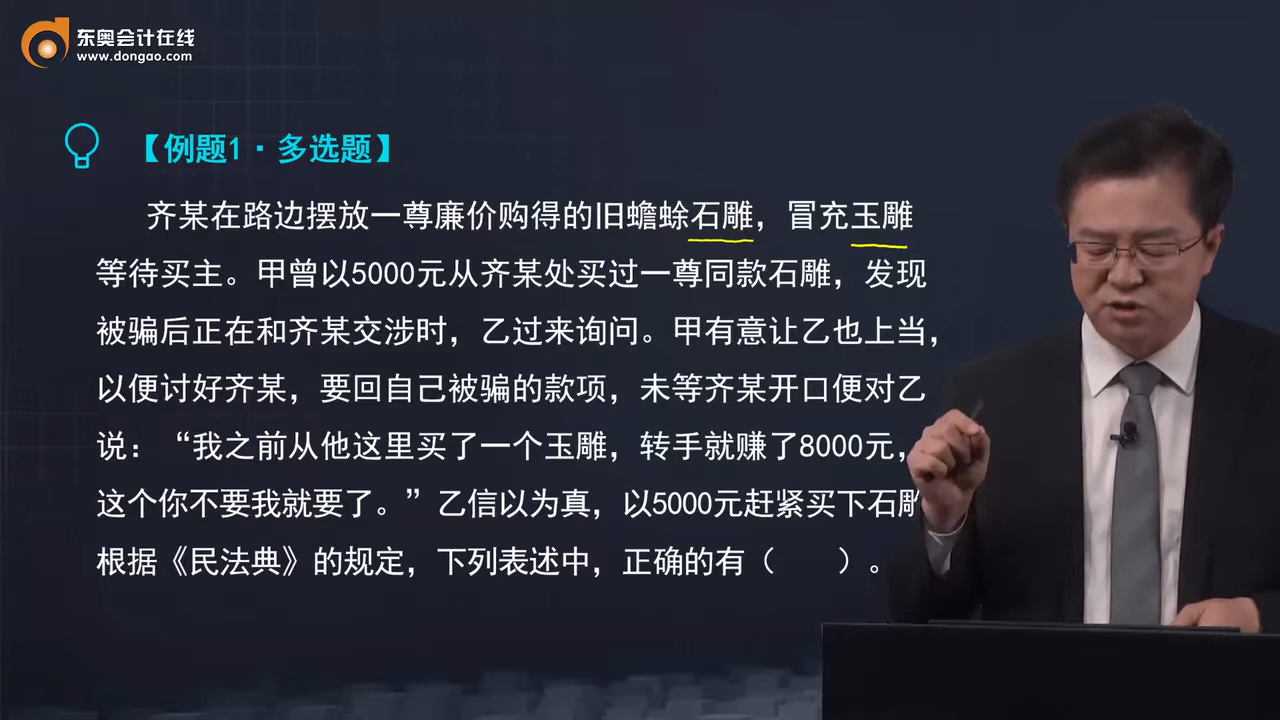 东奥会计在线
www.dongao.com
【例题1·多选题】
齐某在路边摆放一尊廉价购得的旧蟾蜍石雕，冒充玉雕
等待买主。甲曾以5000元从齐某处买过一尊同款石雕，发现
被骗后正在和齐某交涉时，乙过来询问。甲有意让乙也上当，
以便讨好齐某，要回自己被骗的款项，未等齐某开口便对乙
说：“我之前从他这里买了一个玉雕，转手就赚了8000元，
这个你不要我就要了。”乙信以为真，以5000元赶紧买下石雕
根据《民法典》的规定，下列表述中，正确的有（　　）。